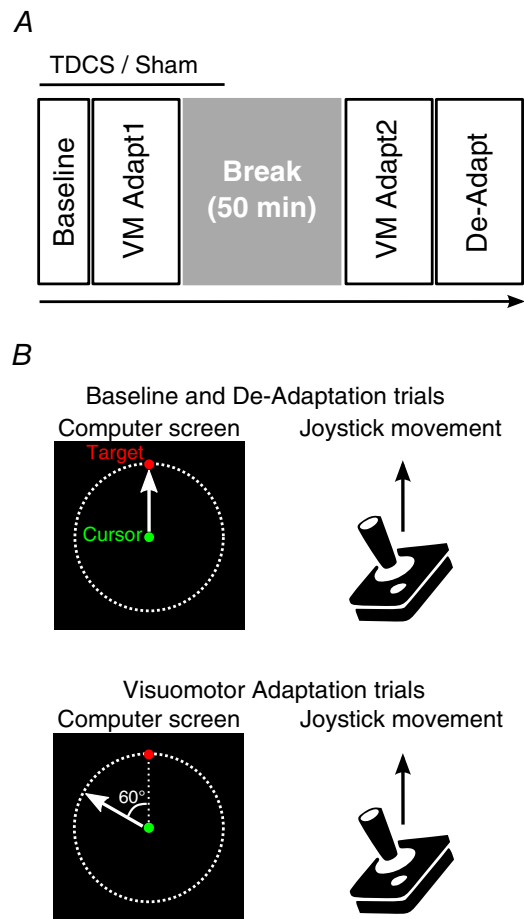 A
TDCS / Sham
Baseline
VM Adapt1
Break
(50 min)
VM Adapt2
De-Adapt
B
Baseline and De-Adaptation trials
Computer screen
Joystick movement
Target
Cursor
Visuomotor Adaptation trials
Computer screen
Joystick movement
60°